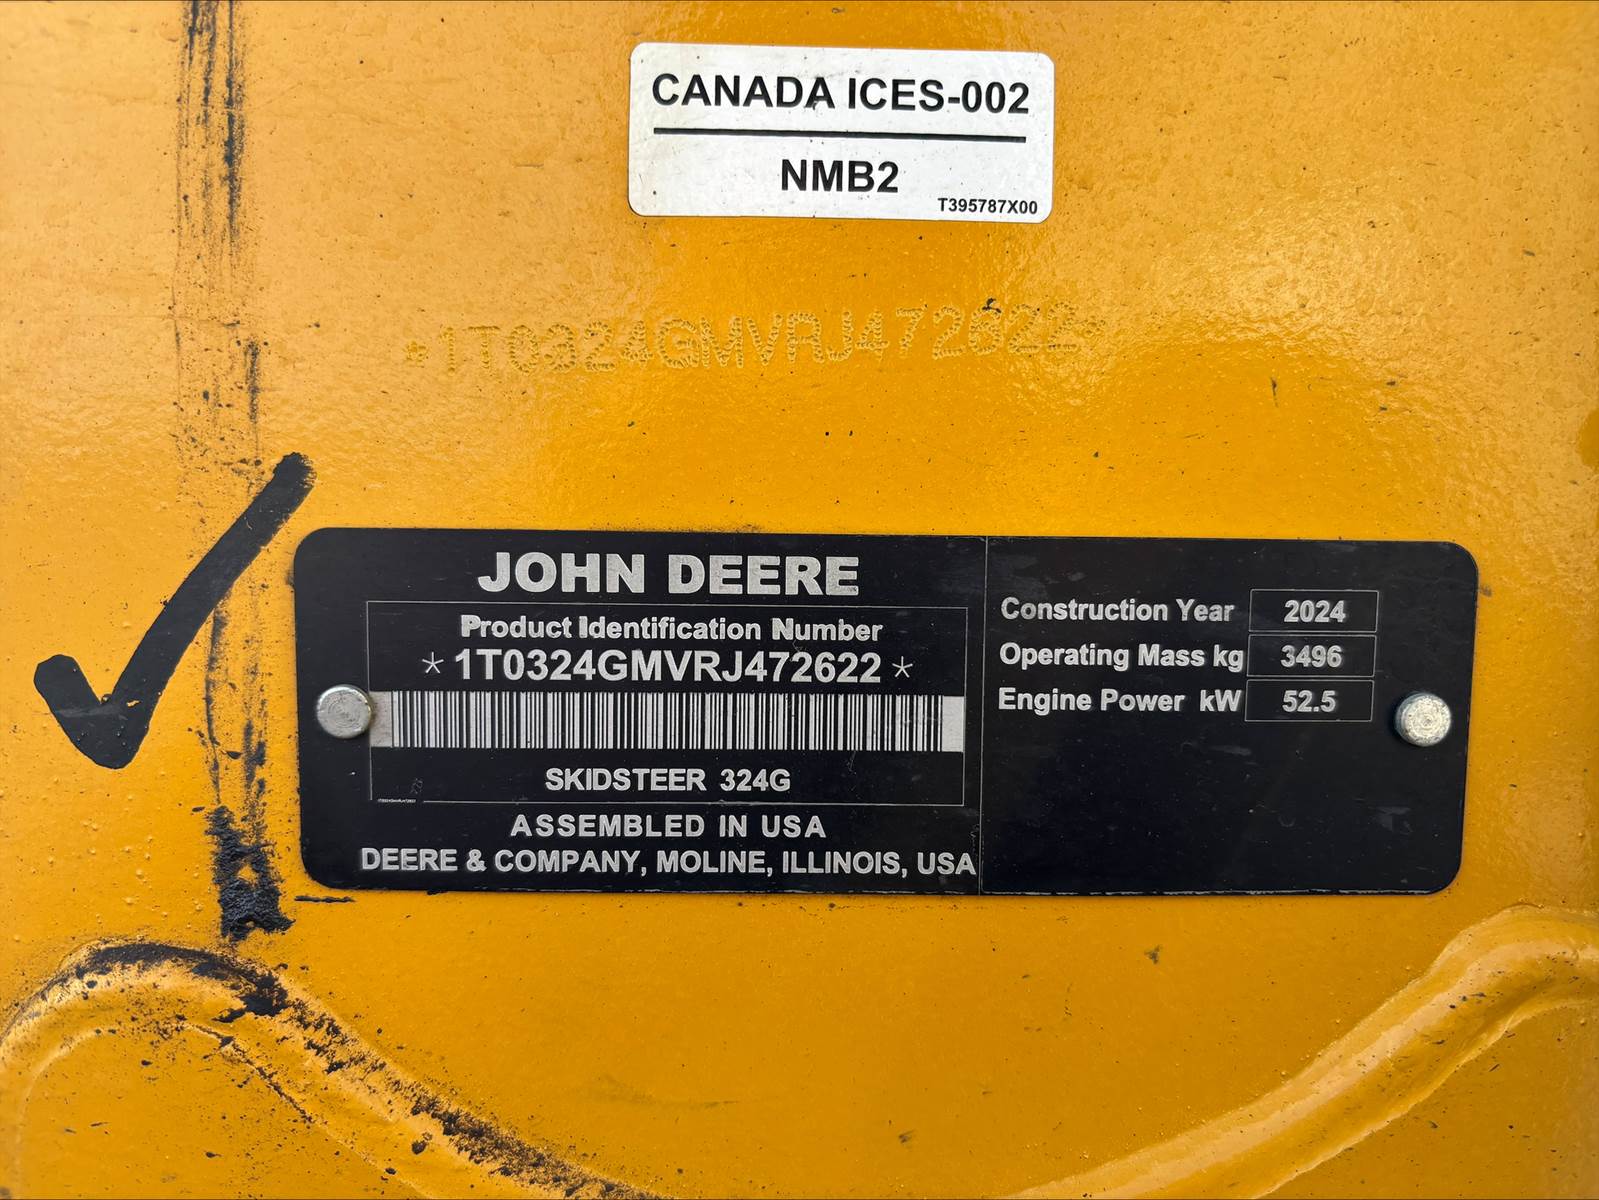 CANADA ICES-002
NMB2
T395787X00
*1T0324GMVRJ472622*
JOHN DEERE
Product Identification Number
*1T0324GMVRJ472622*
SKIDSTEER 324G
ASSEMBLED IN USA
DEERE & COMPANY, MOLINE, ILLINOIS, USA
Construction Year 2024
Operating Mass kg 3496
Engine Power kW 52.5